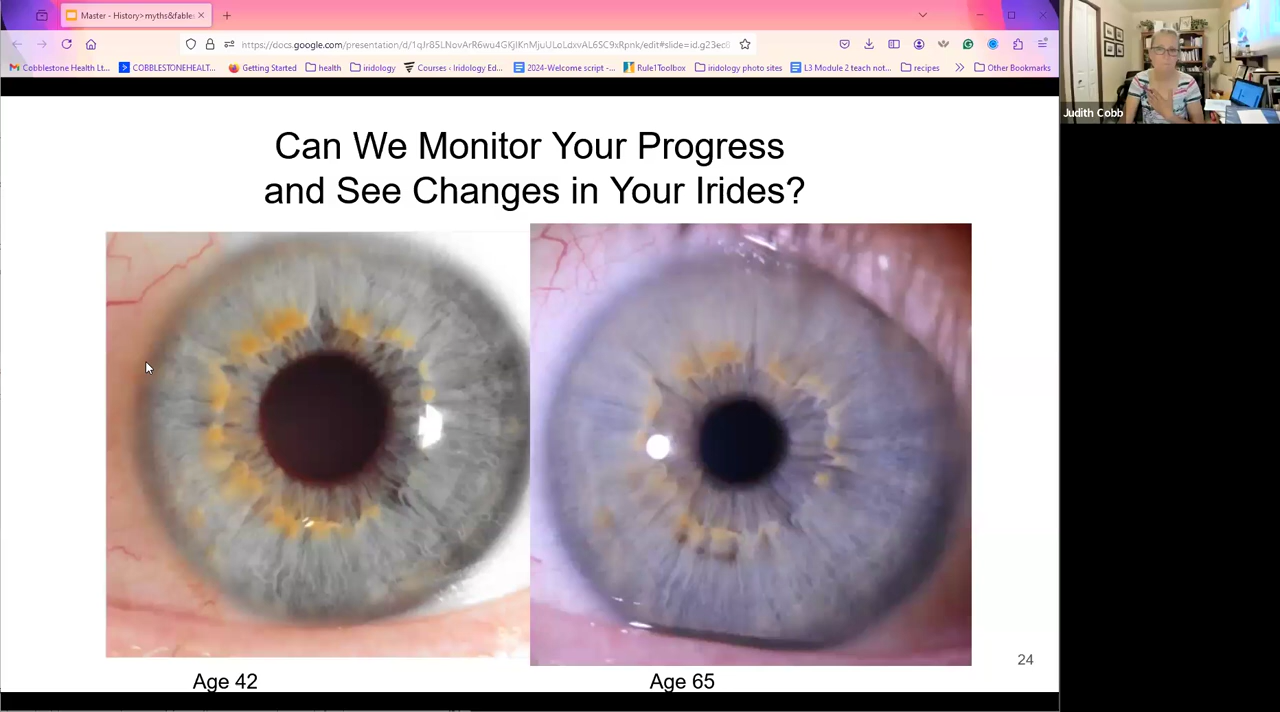 Master - History>myths&fable
https://docs.google.com/presentation/d/1qJr85LNovArR6wu4GKjIKnMjuULoLdxvAL6SC9xRpnk/edit#slide=id.g23ec
Cobblestone Health Lt...
COBBLESTONEHEALT...
Getting Started
health
iridology
Courses ‹ Iridology Ed...
2024-Welcome script -...
Rule1Toolbox
iridology photo sites
L3 Module 2 teach not...
recipes
Other Bookmarks
Judith Cobb
Can We Monitor Your Progress
and See Changes in Your Irides?
24
Age 42
Age 65